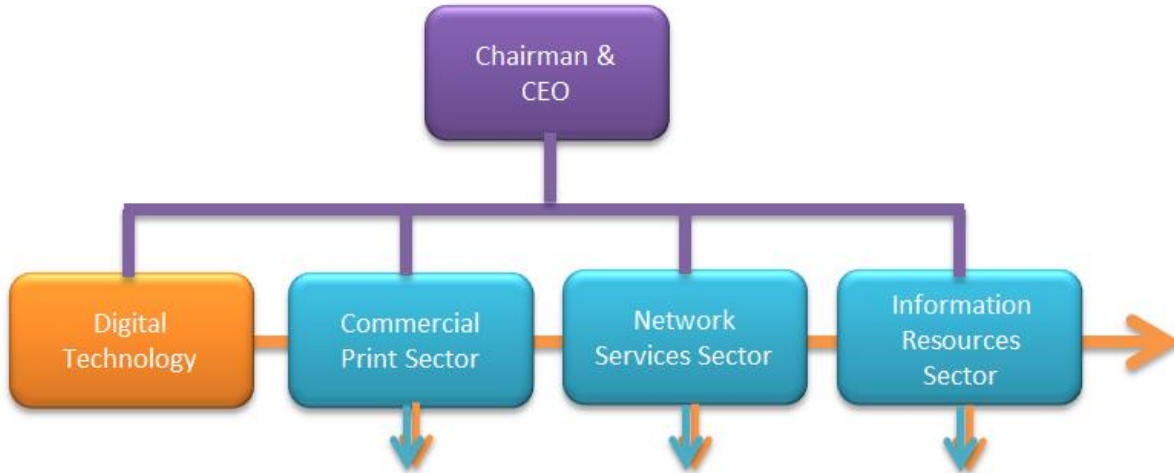 Chairman &
CEO
Digital
Technology
Commercial
Print Sector
Network
Services Sector
Information
Resources
Sector